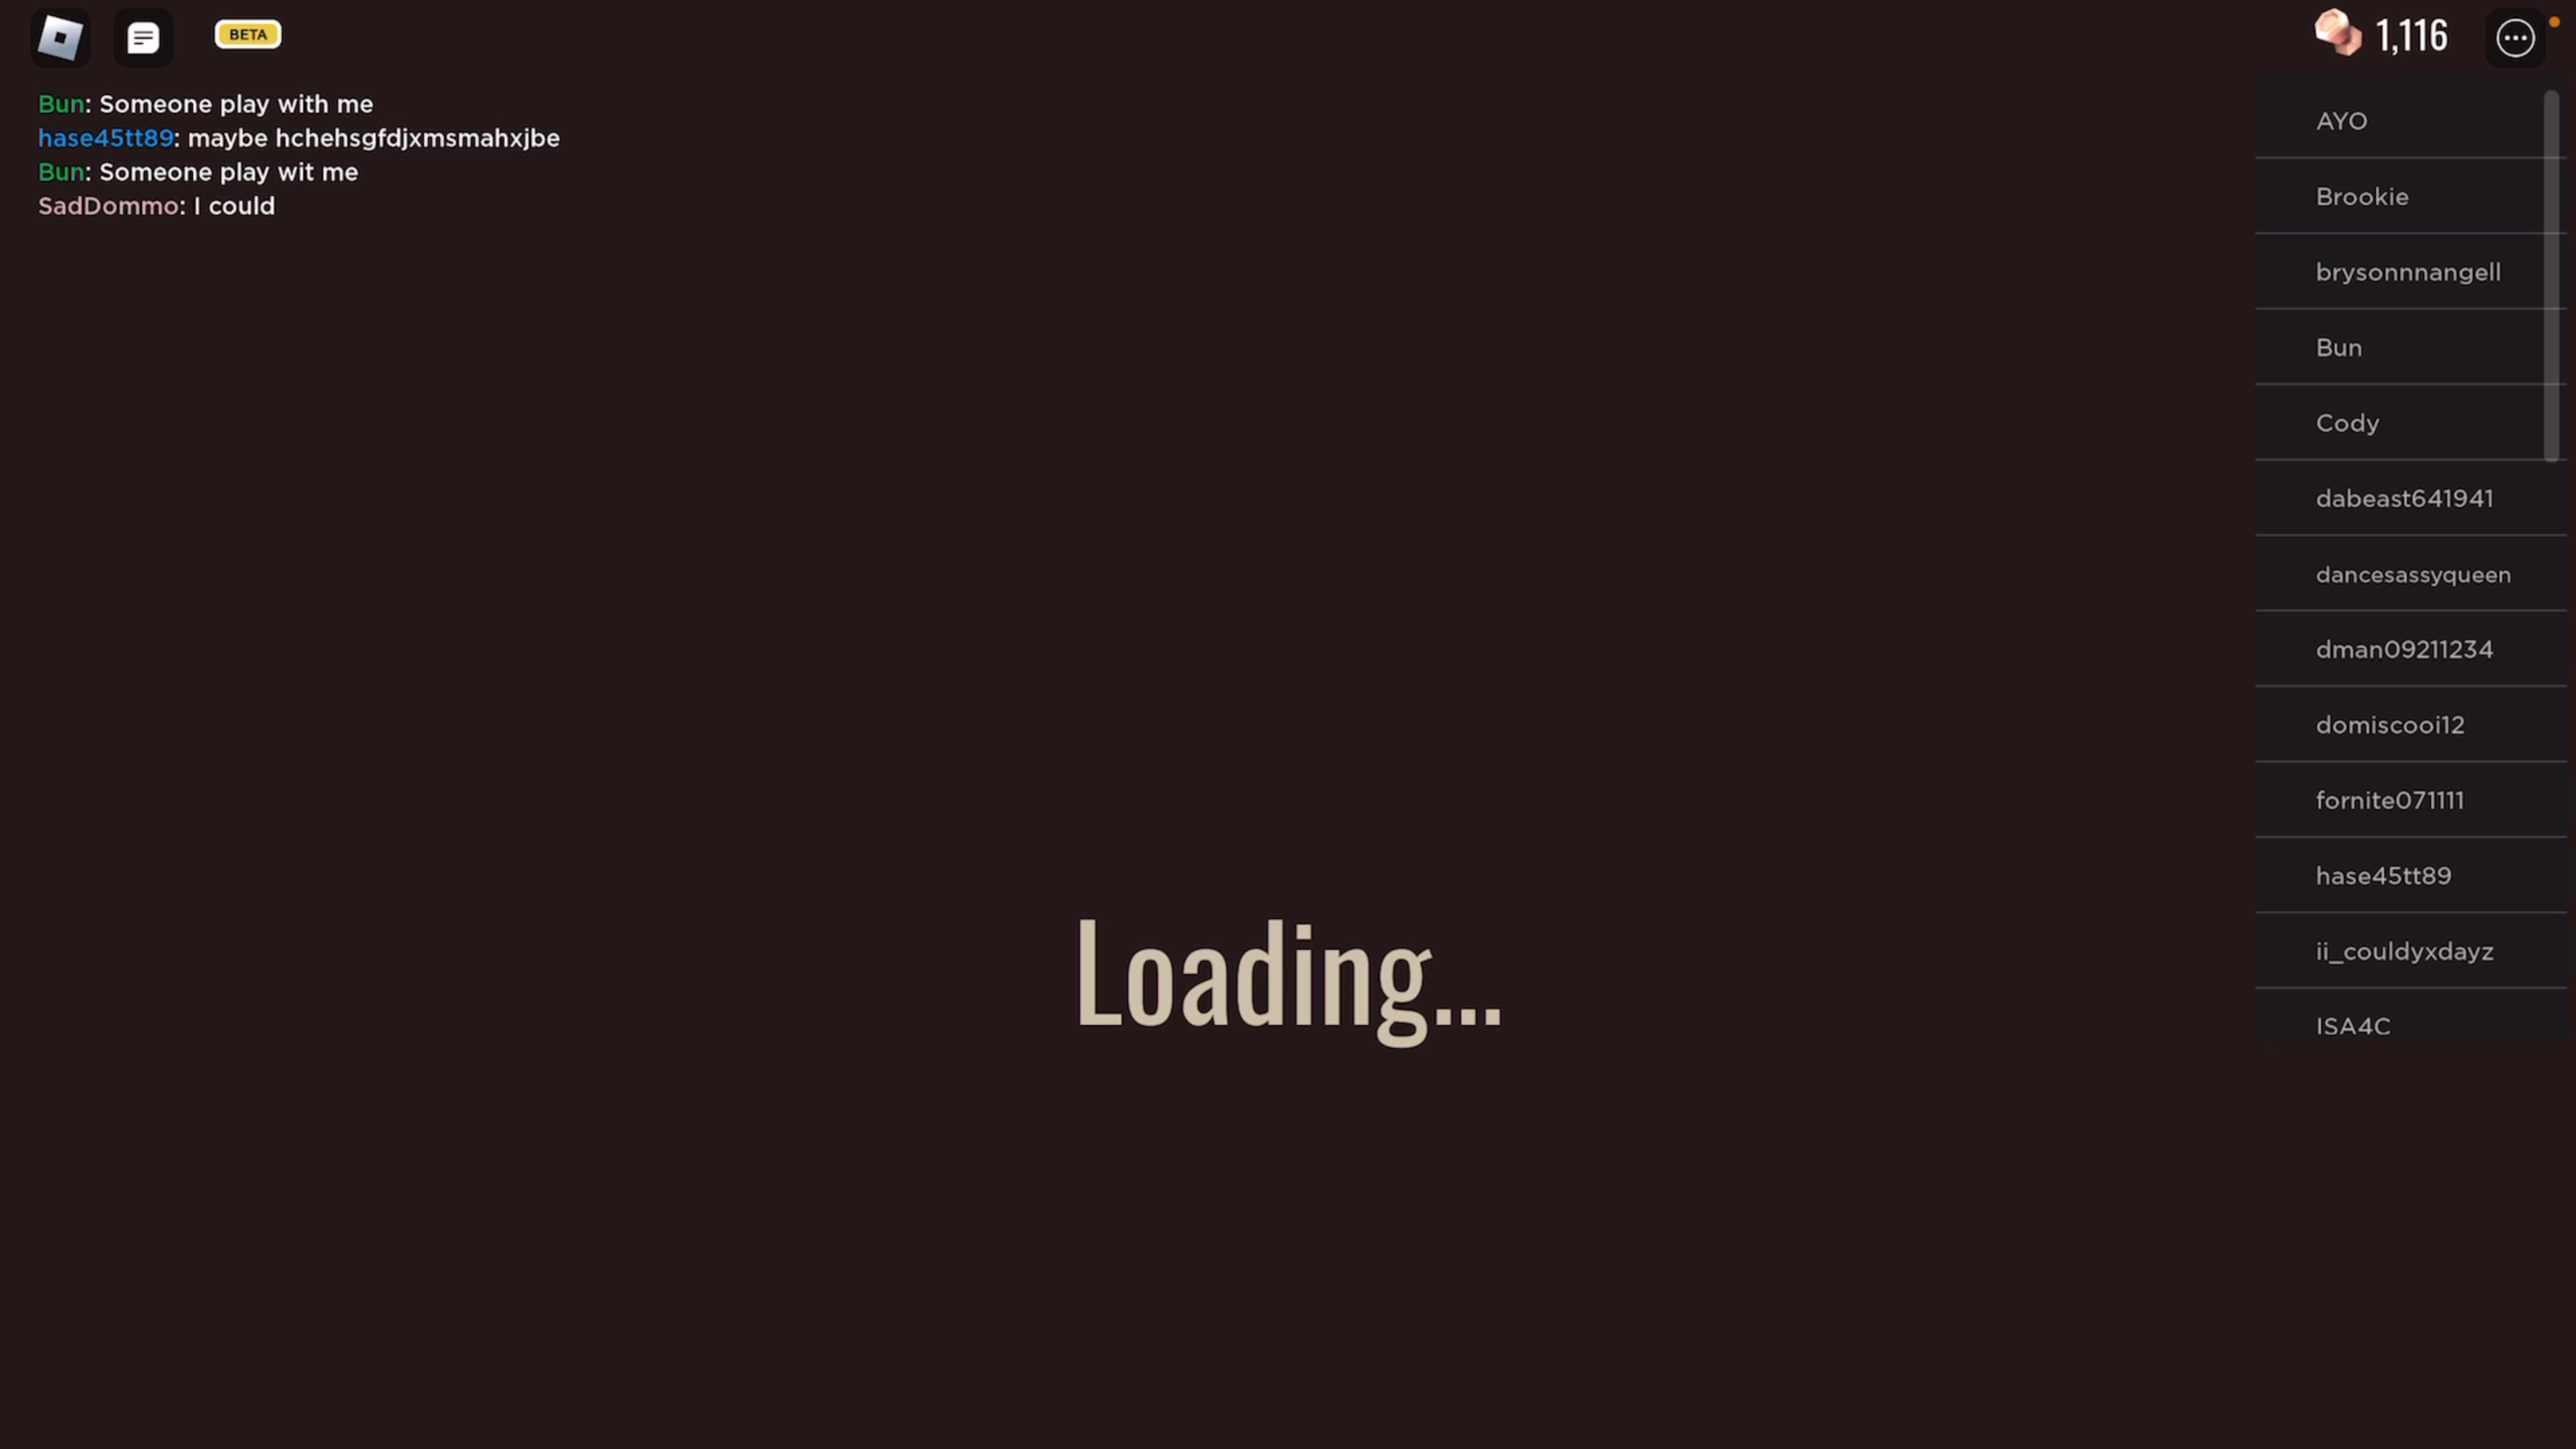 BETA
1,116
Bun: Someone play with me
hase45tt89: maybe hchehsgfdjxmsmahxjbe
Bun: Someone play wit me
SadDommo: I could
AYO
Brookie
brysonnnangell
Bun
Cody
dabeast641941
dancesassyqueen
dman09211234
domiscooi12
fornite071111
hase45tt89
ii_couldyxdayz
ISA4C
Loading...